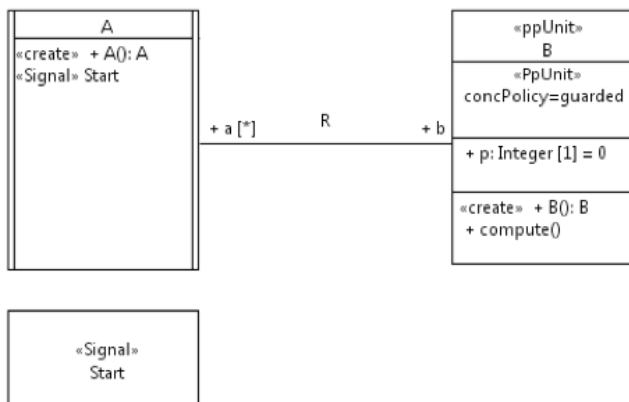 A
«create» + A(): A
«Signal» Start
+ a [*]
R
+ b
«ppUnit»
B
«PpUnit»
concPolicy=guarded
+ p: Integer [1] = 0
«create» + B(): B
+ compute()
«Signal»
Start